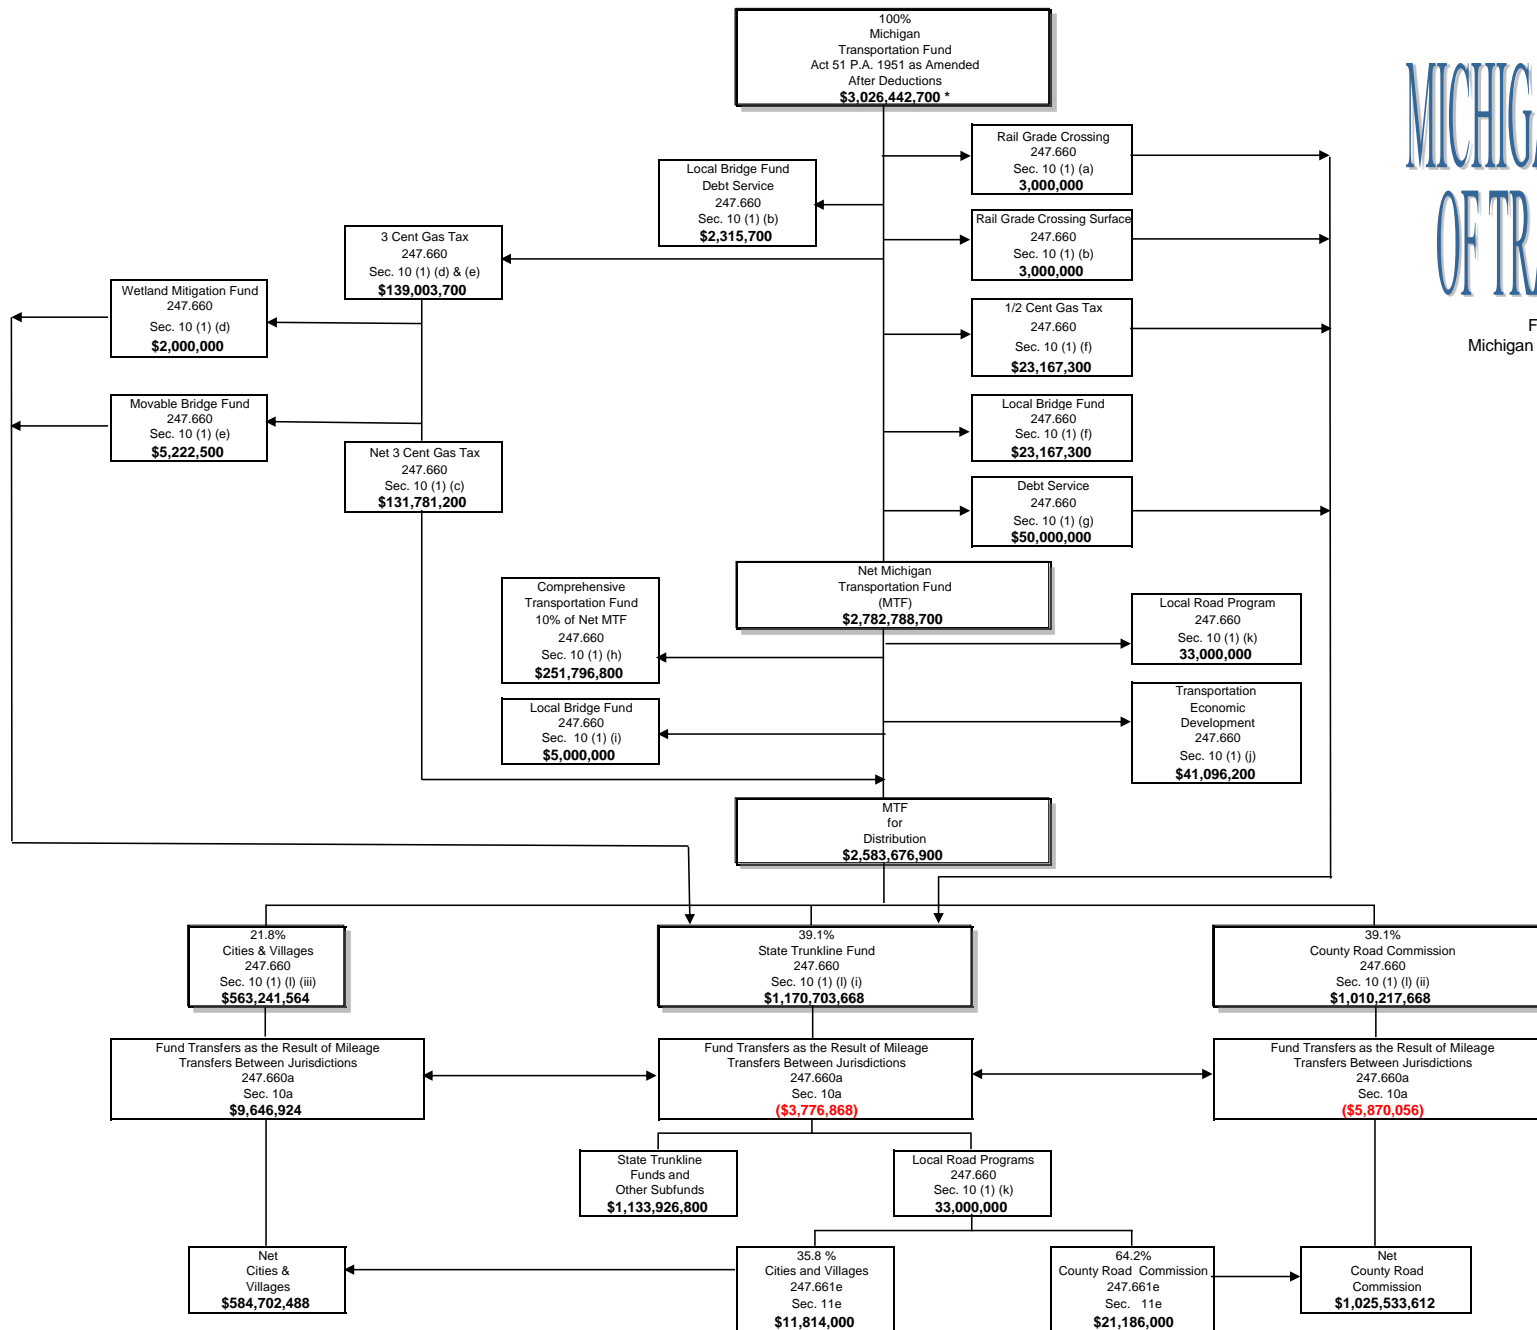 100%
Michigan
Transportation Fund
Act 51 P.A. 1951 as Amended
After Deductions
$3,026,442,700 *
MICHIG
OF TR
F
Michigan
Rail Grade Crossing
247.660
Sec. 10 (1) (a)
3,000,000
Local Bridge Fund
Debt Service
247.660
Sec. 10 (1) (b)
$2,315,700
Rail Grade Crossing Surface
247.660
Sec. 10 (1) (b)
3,000,000
3 Cent Gas Tax
247.660
Sec. 10 (1) (d) & (e)
$139,003,700
Wetland Mitigation Fund
247.660
Sec. 10 (1) (d)
$2,000,000
1/2 Cent Gas Tax
247.660
Sec. 10 (1) (f)
$23,167,300
Movable Bridge Fund
247.660
Sec. 10 (1) (e)
$5,222,500
Local Bridge Fund
247.660
Sec. 10 (1) (f)
$23,167,300
Net 3 Cent Gas Tax
247.660
Sec. 10 (1) (c)
$131,781,200
Debt Service
247.660
Sec. 10 (1) (g)
$50,000,000
Net Michigan
Transportation Fund
(MTF)
$2,782,788,700
Comprehensive
Transportation Fund
10% of Net MTF
247.660
Sec. 10 (1) (h)
$251,796,800
Local Road Program
247.660
Sec. 10 (1) (k)
33,000,000
Local Bridge Fund
247.660
Sec. 10 (1) (i)
$5,000,000
Transportation
Economic
Development
247.660
Sec. 10 (1) (j)
$41,096,200
MTF
for
Distribution
$2,583,676,900
21.8%
Cities & Villages
247.660
Sec. 10 (1) (l) (iii)
$563,241,564
39.1%
State Trunkline Fund
247.660
Sec. 10 (1) (l) (i)
$1,170,703,668
39.1%
County Road Commission
247.660
Sec. 10 (1) (l) (ii)
$1,010,217,668
Fund Transfers as the Result of Mileage
Transfers Between Jurisdictions
247.660a
Sec. 10a
$9,646,924
Fund Transfers as the Result of Mileage
Transfers Between Jurisdictions
247.660a
Sec. 10a
($3,776,868)
Fund Transfers as the Result of Mileage
Transfers Between Jurisdictions
247.660a
Sec. 10a
($5,870,056)
State Trunkline
Funds and
Other Subfunds
$1,133,926,800
Local Road Programs
247.660
Sec. 10 (1) (k)
33,000,000
Net
Cities &
Villages
$584,702,488
35.8 %
Cities and Villages
247.661e
Sec. 11e
$11,814,000
64.2%
County Road Commission
247.661e
Sec. 11e
$21,186,000
Net
County Road
Commission
$1,025,533,612